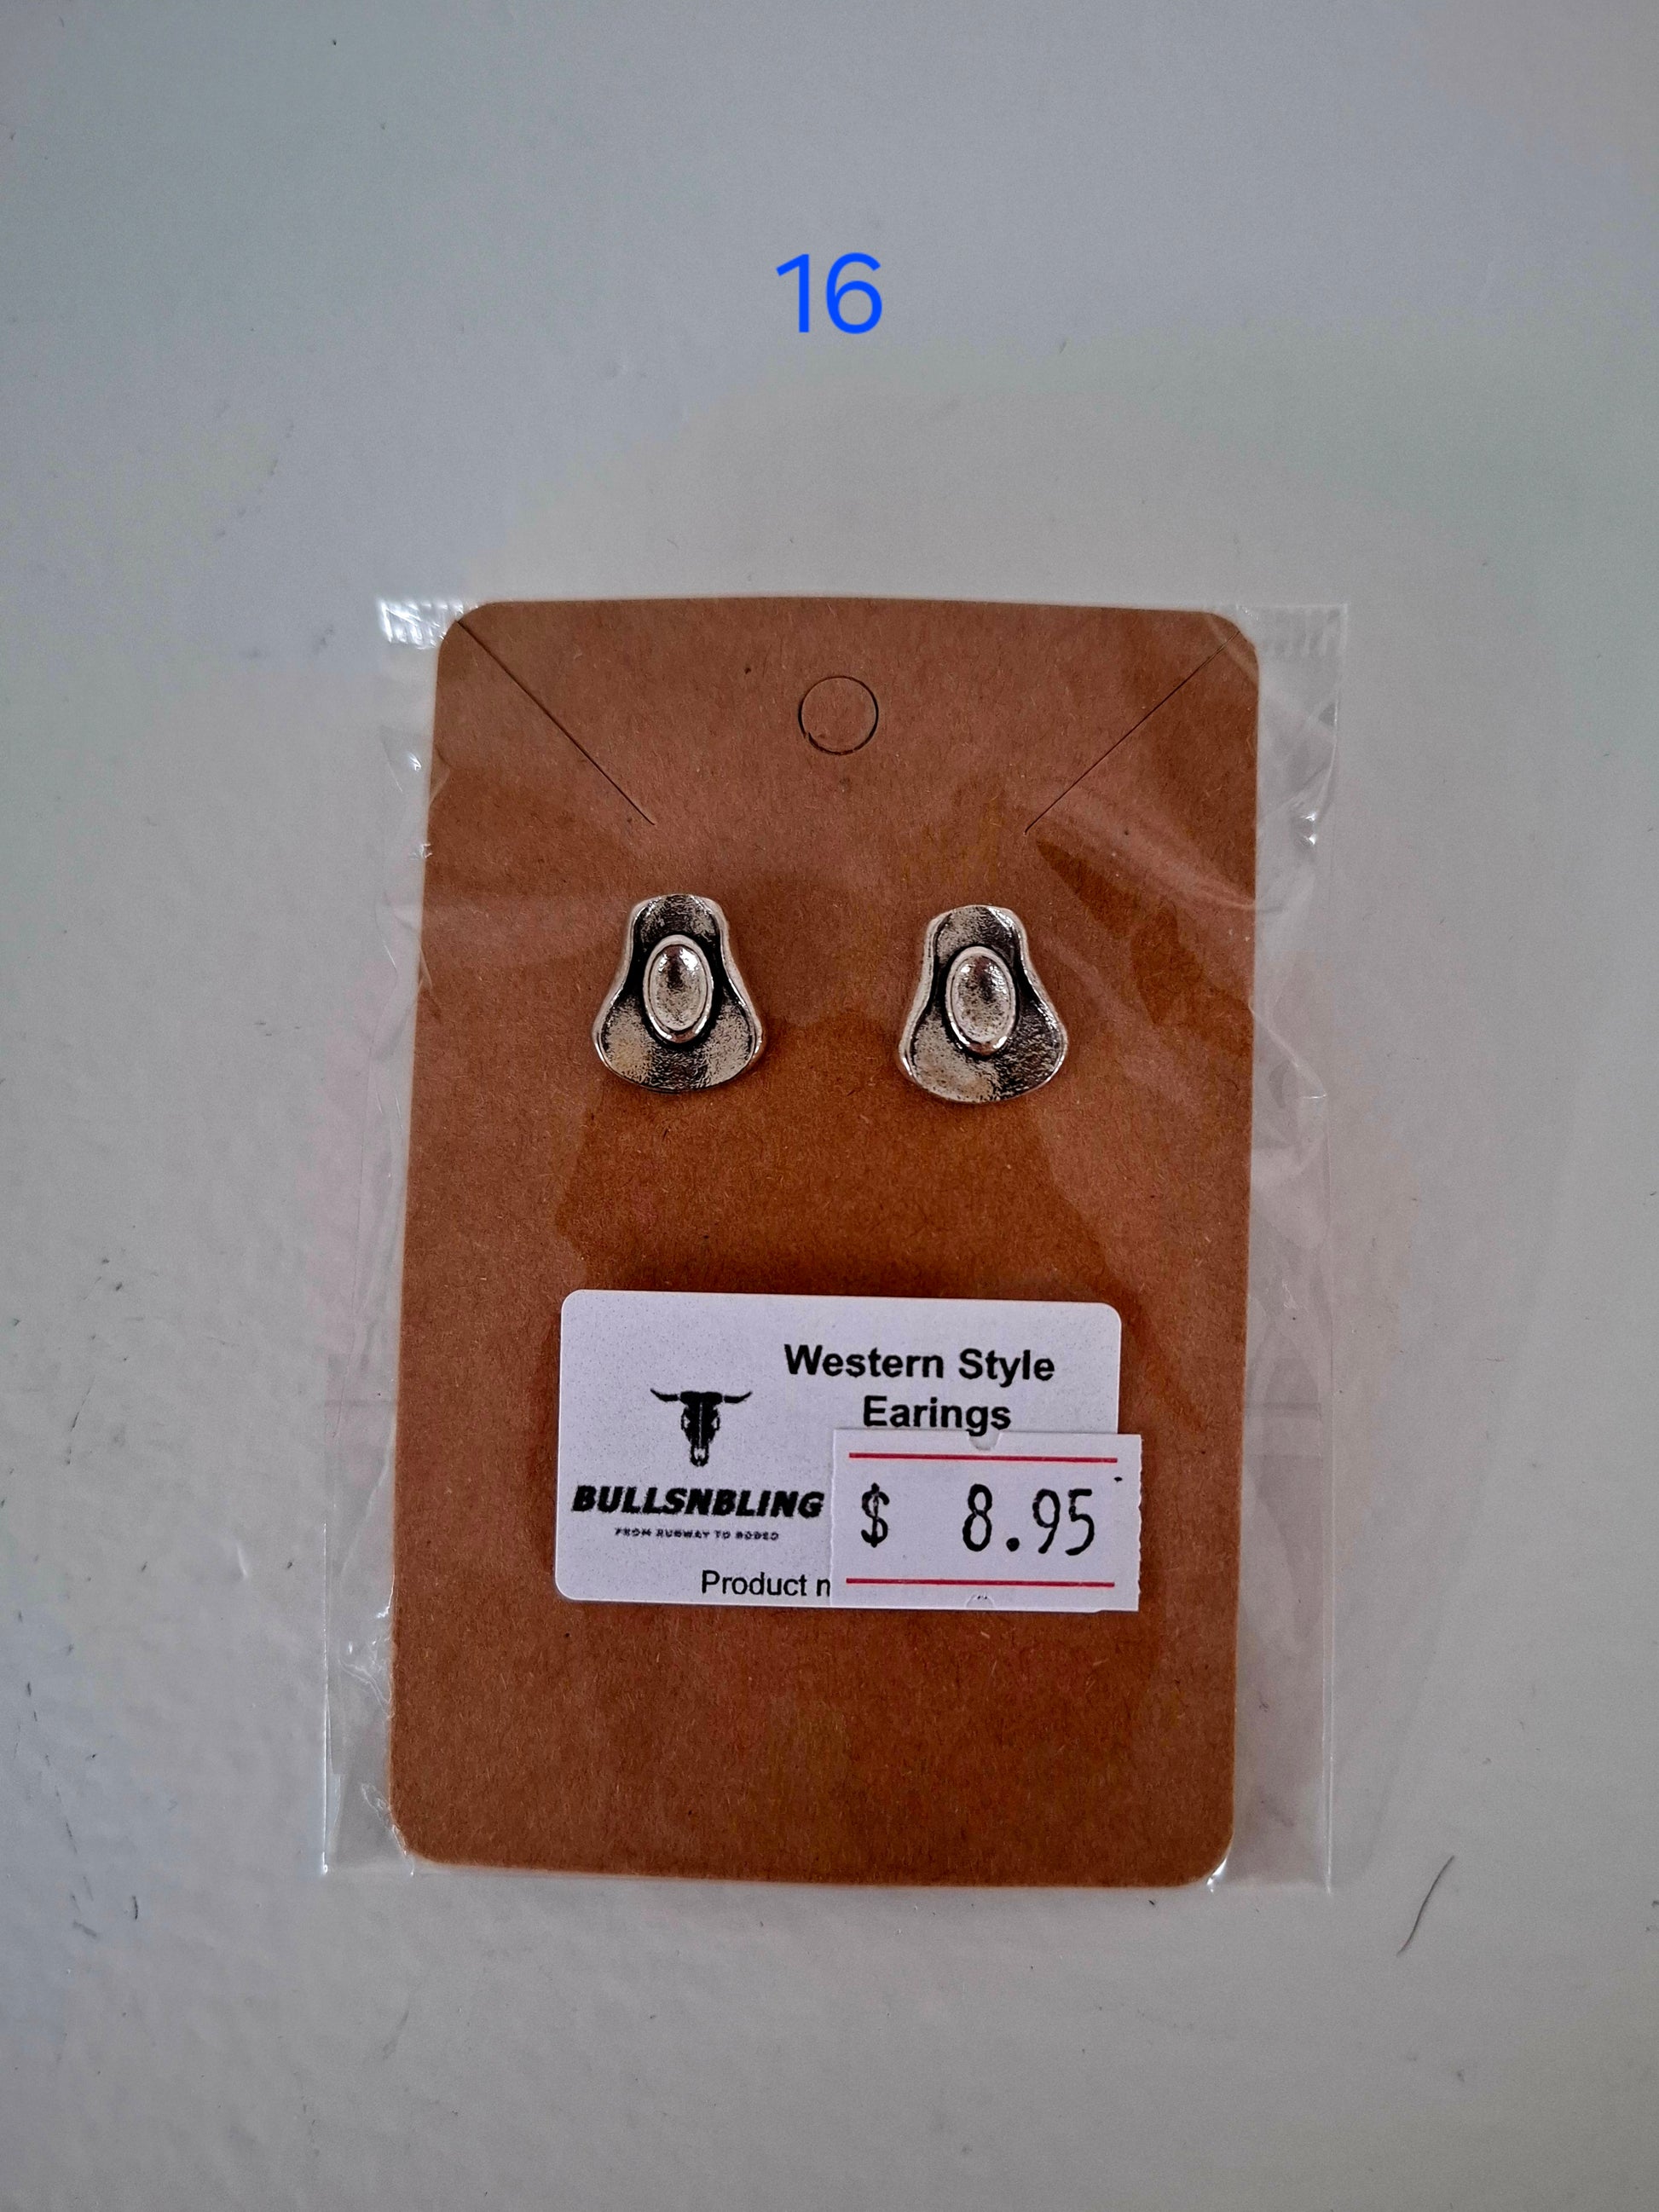 16
Western Style
Earings
BULLSNBLING
FROM RUNWAY TO RODEO
$ 8.95
Product n